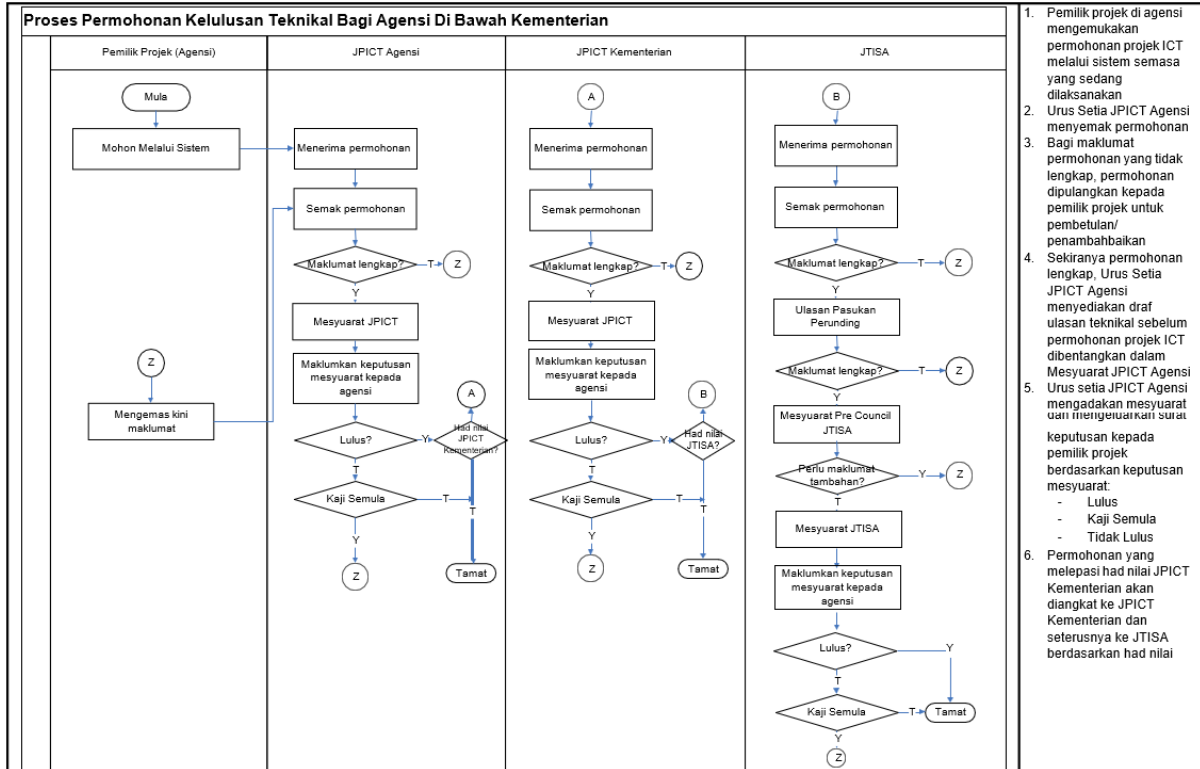 Proses Permohonan Kelulusan Teknikal Bagi Agensi Di Bawah Kementerian
Pemilik Projek (Agensi)
JPICT Agensi
JPICT Kementerian
JTISA
Mula
Mohon Melalui Sistem
Z
Mengemas kini
maklumat
Menerima permohonan
Semak permohonan
Maklumat lengkap?
T
Z
Y
Mesyuarat JPICT
Maklumkan keputusan
mesyuarat kepada
agensi
A
Lulus?
Y
Had nilai
JPICT
Kementerian?
T
Kaji Semula
T
T
Y
Z
Tamat
A
Menerima permohonan
Semak permohonan
Maklumat lengkap?
T
Z
Y
Mesyuarat JPICT
Maklumkan keputusan
mesyuarat kepada
agensi
B
Lulus?
Y
Had nilai
JTISA?
T
Kaji Semula
T
T
Y
Z
Tamat
B
Menerima permohonan
Semak permohonan
Maklumat lengkap?
T
Z
Y
Ulasan Pasukan
Perunding
Maklumat lengkap?
T
Z
Mesyuarat Pre Council
JTISA
Perlu maklumat
tambahan?
Y
Z
T
Mesyuarat JTISA
Maklumkan keputusan
mesyuarat kepada
agensi
Lulus?
Y
T
Kaji Semula
T
Tamat
Y
Z
1. Pemilik projek di agensi
mengemukakan
permohonan projek ICT
melalui sistem semasa
yang sedang
dilaksanakan
2. Urus Setia JPICT Agensi
menyemak permohonan
3. Bagi maklumat
permohonan yang tidak
lengkap, permohonan
dipulangkan kepada
pemilik projek untuk
pembetulan/
penambahbaikan
4. Sekiranya permohonan
lengkap, Urus Setia
JPICT Agensi
menyediakan draf
ulasan teknikal sebelum
permohonan projek ICT
dibentangkan dalam
Mesyuarat JPICT Agensi
5. Urus setia JPICT Agensi
mengadakan mesyuarat
dan mengeluarkan surat
keputusan kepada
pemilik projek
berdasarkan keputusan
mesyuarat:
- Lulus
- Kaji Semula
- Tidak Lulus
6. Permohonan yang
melepasi had nilai JPICT
Kementerian akan
diangkat ke JPICT
Kementerian dan
seterusnya ke JTISA
berdasarkan had nilai